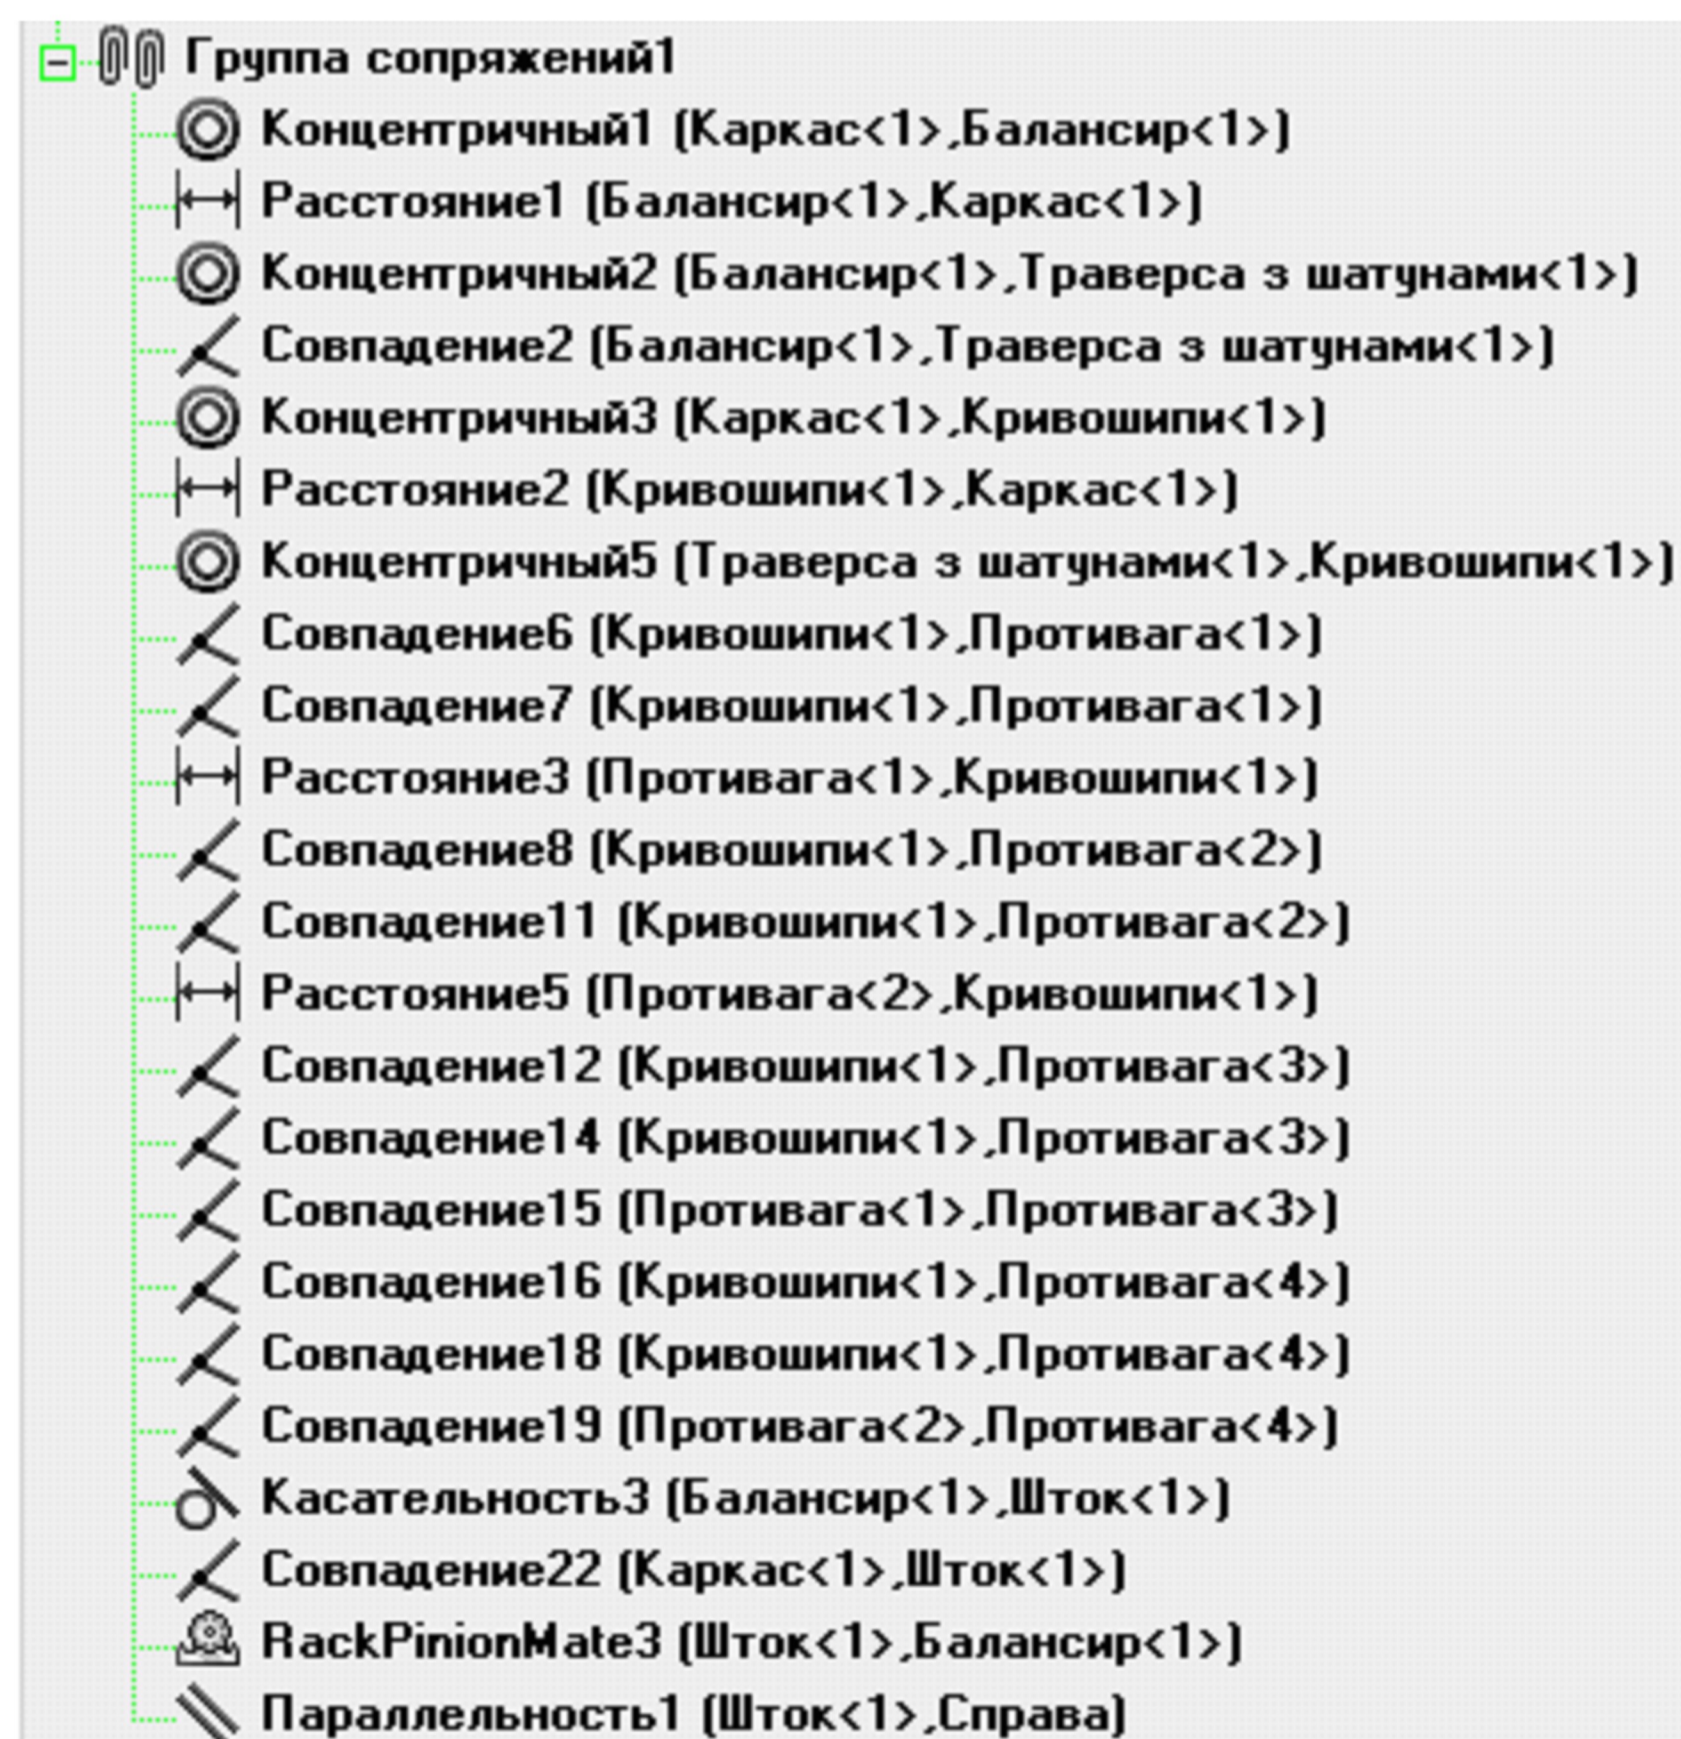 Группа сопряжений1
Концентричный1 (Каркас<1>,Балансир<1>)
Расстояние1 (Балансир<1>,Каркас<1>)
Концентричный2 (Балансир<1>,Траверса з шатунами<1>)
Совпадение2 (Балансир<1>,Траверса з шатунами<1>)
Концентричный3 (Каркас<1>,Кривошипи<1>)
Расстояние2 (Кривошипи<1>,Каркас<1>)
Концентричный5 (Траверса з шатунами<1>,Кривошипи<1>)
Совпадение6 (Кривошипи<1>,Противага<1>)
Совпадение7 (Кривошипи<1>,Противага<1>)
Расстояние3 (Противага<1>,Кривошипи<1>)
Совпадение8 (Кривошипи<1>,Противага<2>)
Совпадение11 (Кривошипи<1>,Противага<2>)
Расстояние5 (Противага<2>,Кривошипи<1>)
Совпадение12 (Кривошипи<1>,Противага<3>)
Совпадение14 (Кривошипи<1>,Противага<3>)
Совпадение15 (Противага<1>,Противага<3>)
Совпадение16 (Кривошипи<1>,Противага<4>)
Совпадение18 (Кривошипи<1>,Противага<4>)
Совпадение19 (Противага<2>,Противага<4>)
Касательность3 (Балансир<1>,Шток<1>)
Совпадение22 (Каркас<1>,Шток<1>)
RackPinionMate3 (Шток<1>,Балансир<1>)
Параллельность1 (Шток<1>,Справа)